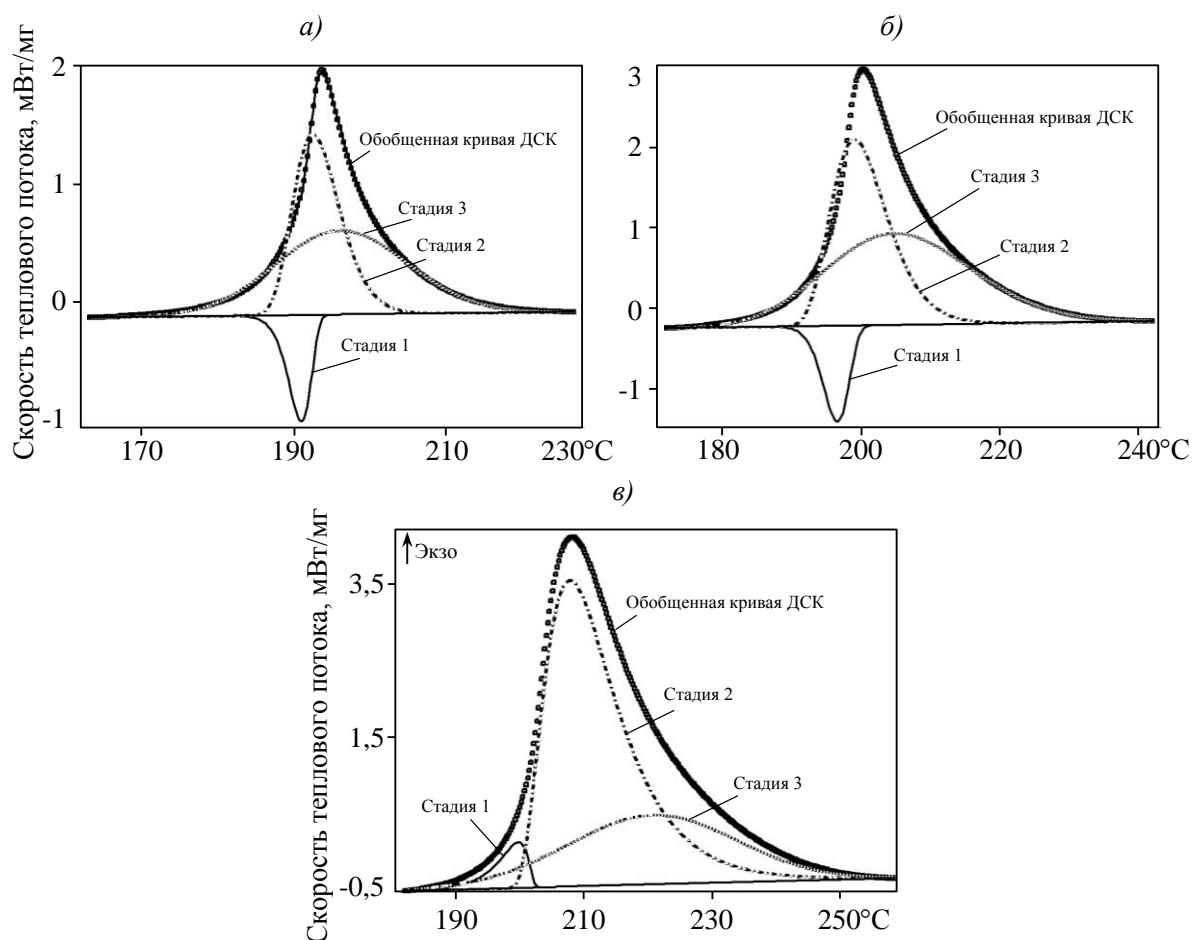 а)
Скорость теплового потока, мВт/мг
2
1
0
-1
Обобщенная кривая ДСК
Стадия 3
Стадия 2
Стадия 1
170
190
210
230°C
б)
3
2
1
0
-1
Обобщенная кривая ДСК
Стадия 3
Стадия 2
Стадия 1
180
200
220
240°C
в)
Скорость теплового потока, мВт/мг
Экзо
3,5
1,5
-0,5
Обобщенная кривая ДСК
Стадия 2
Стадия 3
Стадия 1
190
210
230
250°C